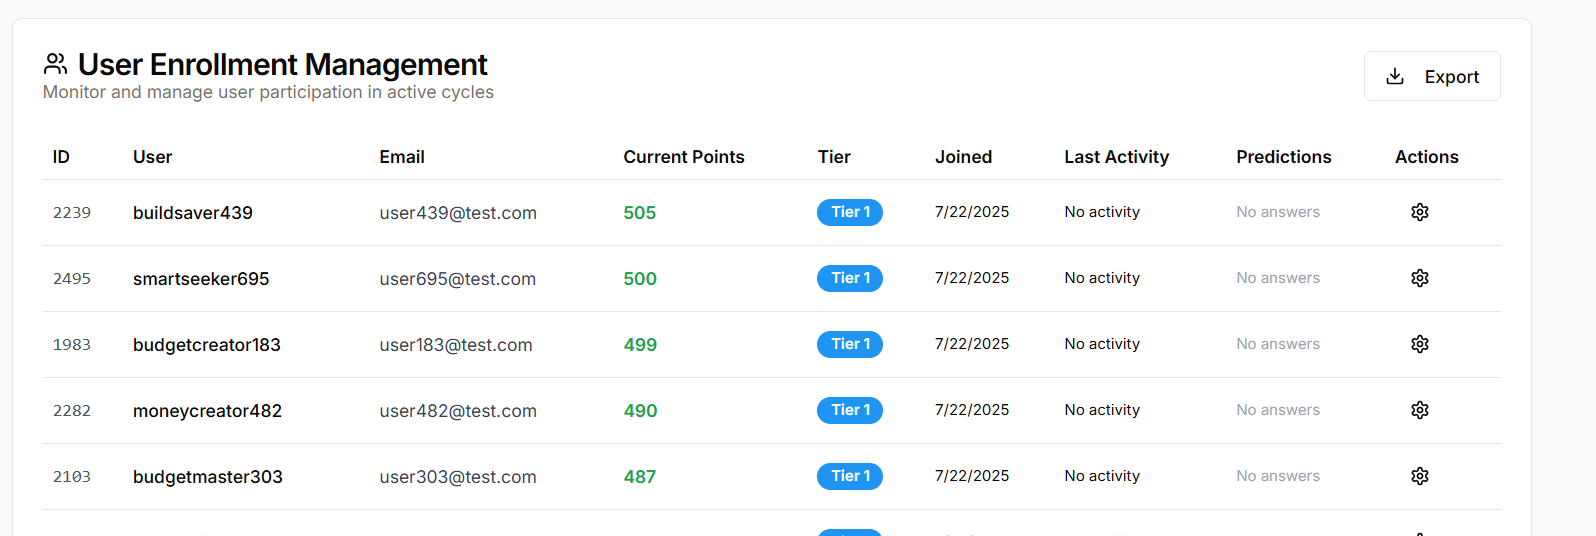 User Enrollment Management
Monitor and manage user participation in active cycles
Export
ID User Email Current Points Tier Joined Last Activity Predictions Actions
2239 buildsaver439 user439@test.com 505 Tier 1 7/22/2025 No activity No answers
2495 smartseeker695 user695@test.com 500 Tier 1 7/22/2025 No activity No answers
1983 budgetcreator183 user183@test.com 499 Tier 1 7/22/2025 No activity No answers
2282 moneycreator482 user482@test.com 490 Tier 1 7/22/2025 No activity No answers
2103 budgetmaster303 user303@test.com 487 Tier 1 7/22/2025 No activity No answers